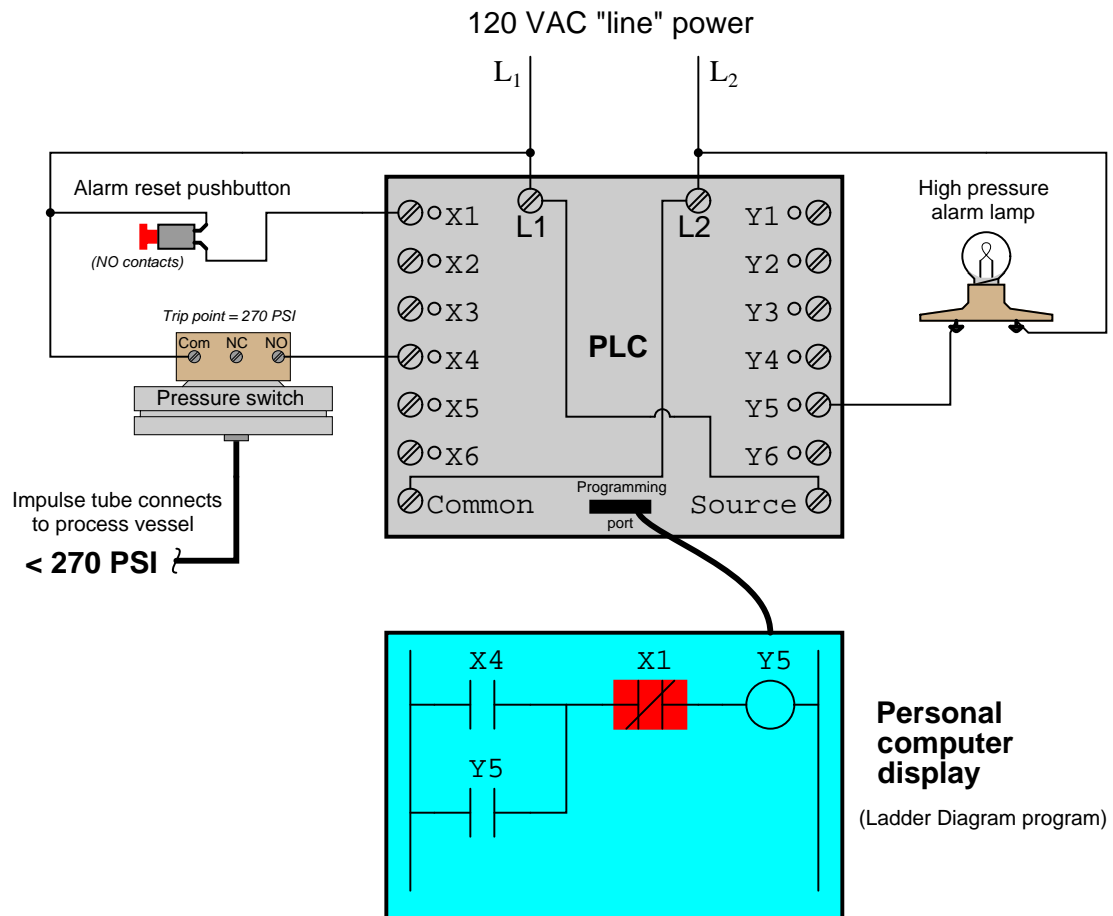 120 VAC "line" power
L1
L2
Alarm reset pushbutton
(NO contacts)
Trip point = 270 PSI
Com NC NO
Pressure switch
Impulse tube connects
to process vessel
< 270 PSI
X1
X2
X3
X4
X5
X6
Common
L1
L2
PLC
Programming
port
Y1
Y2
Y3
Y4
Y5
Y6
Source
High pressure
alarm lamp
X4
X1
Y5
Y5
Personal
computer
display
(Ladder Diagram program)